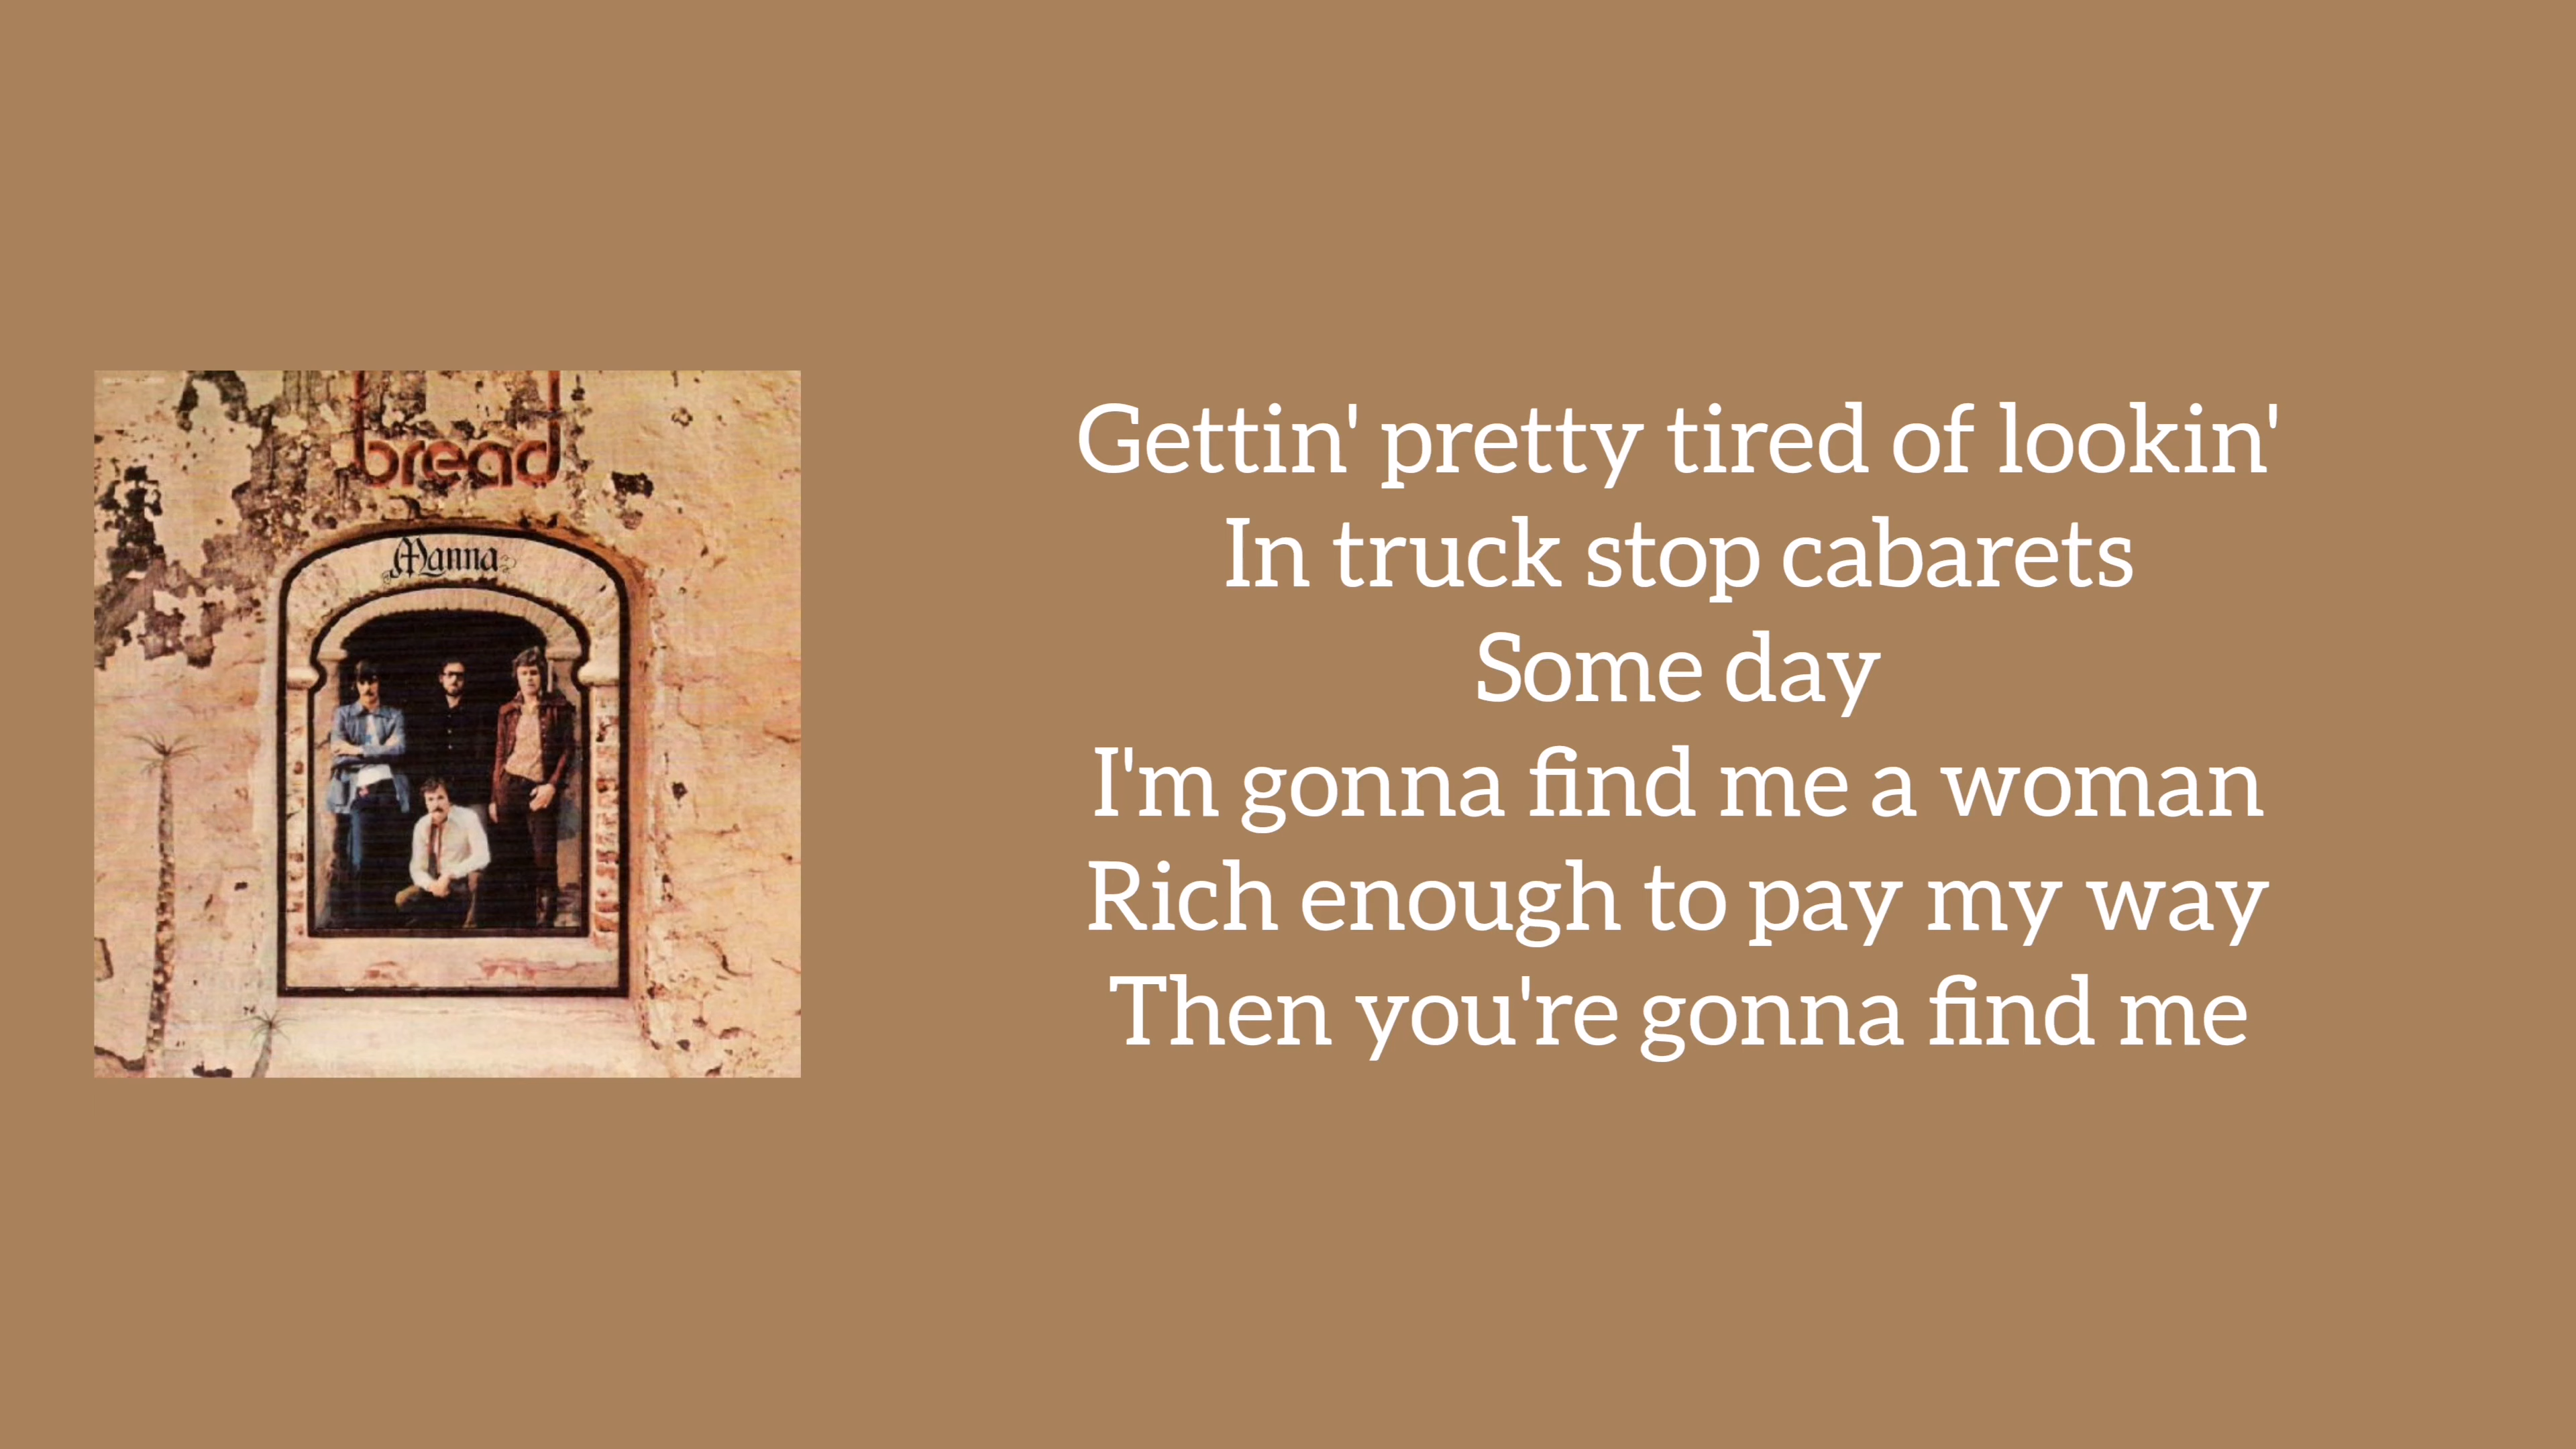 bread
Manna
Gettin' pretty tired of lookin'
In truck stop cabarets
Some day
I'm gonna find me a woman
Rich enough to pay my way
Then you're gonna find me